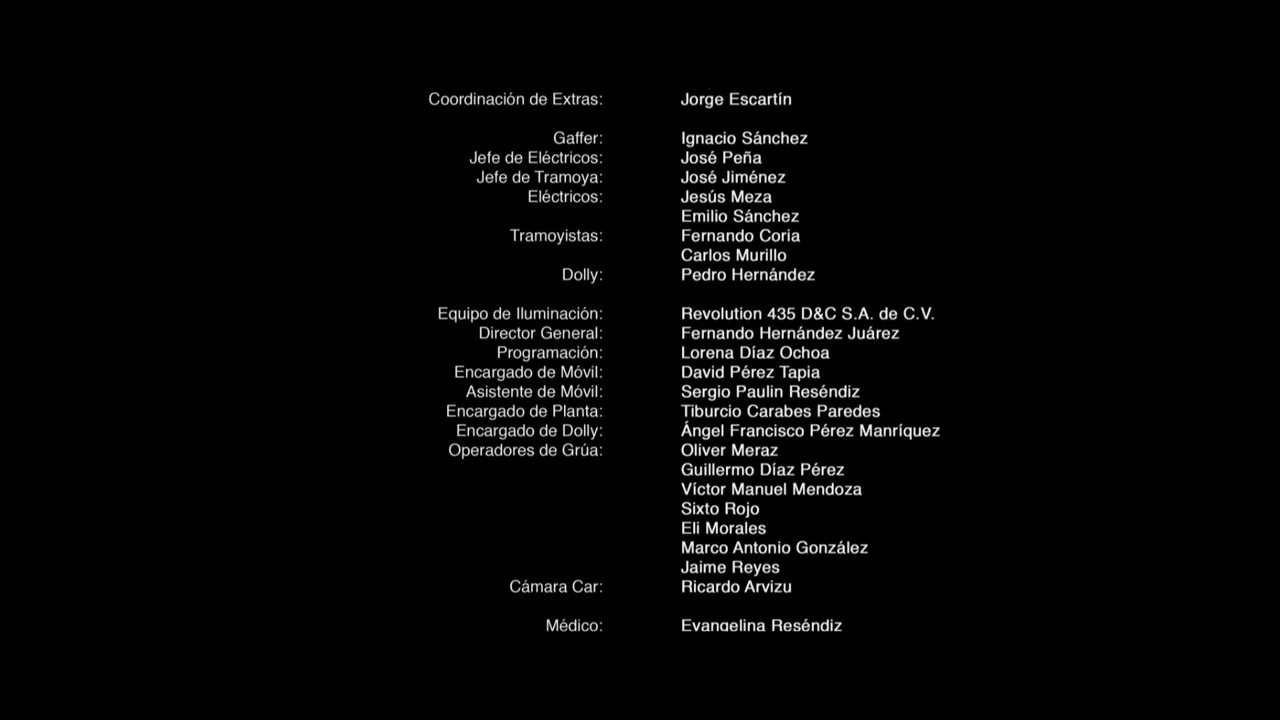 Coordinación de Extras: Jorge Escartín
Gaffer: Ignacio Sánchez
Jefe de Eléctricos: José Peña
Jefe de Tramoya: José Jiménez
Eléctricos: Jesús Meza
Emilio Sánchez
Tramoyistas: Fernando Coria
Carlos Murillo
Dolly: Pedro Hernández
Equipo de Iluminación: Revolution 435 D&C S.A. de C.V.
Director General: Fernando Hernández Juárez
Programación: Lorena Díaz Ochoa
Encargado de Móvil: David Pérez Tapia
Asistente de Móvil: Sergio Paulin Reséndiz
Encargado de Planta: Tiburcio Carabes Paredes
Encargado de Dolly: Ángel Francisco Pérez Manríquez
Operadores de Grúa: Oliver Meraz
Guillermo Díaz Pérez
Víctor Manuel Mendoza
Sixto Rojo
Eli Morales
Marco Antonio González
Jaime Reyes
Cámara Car: Ricardo Arvizu
Médico: Evangelina Reséndiz